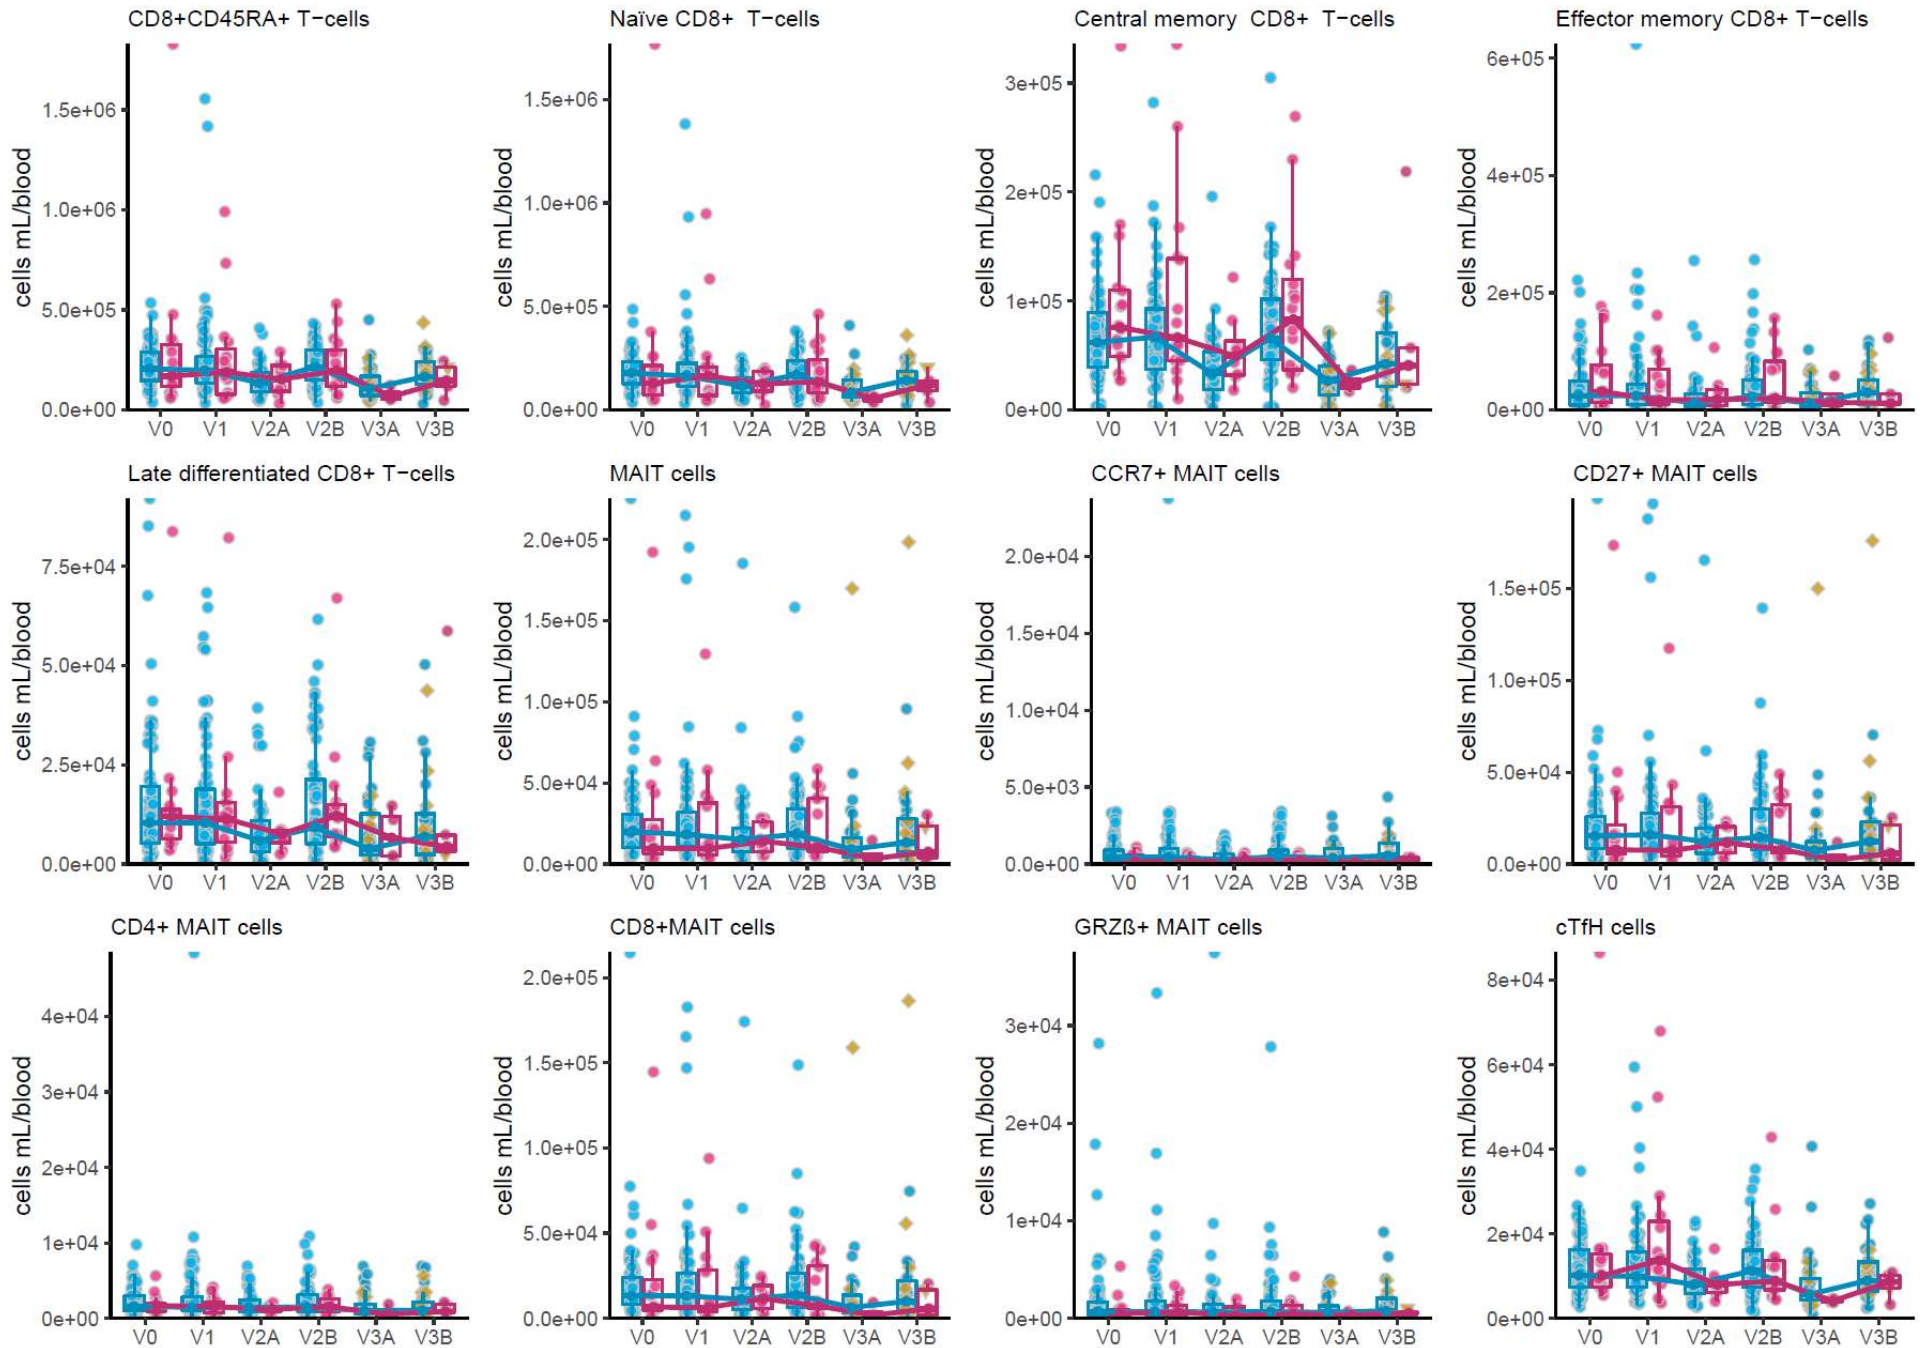 CD8+CD45RA+ T−cells
cells mL/blood
1.5e+06
1.0e+06
5.0e+05
0.0e+00
V0 V1 V2A V2B V3A V3B
Naïve CD8+ T−cells
cells mL/blood
1.5e+06
1.0e+06
5.0e+05
0.0e+00
V0 V1 V2A V2B V3A V3B
Central memory CD8+ T−cells
cells mL/blood
3e+05
2e+05
1e+05
0e+00
V0 V1 V2A V2B V3A V3B
Effector memory CD8+ T−cells
cells mL/blood
6e+05
4e+05
2e+05
0e+00
V0 V1 V2A V2B V3A V3B
Late differentiated CD8+ T−cells
cells mL/blood
7.5e+04
5.0e+04
2.5e+04
0.0e+00
V0 V1 V2A V2B V3A V3B
MAIT cells
cells mL/blood
2.0e+05
1.5e+05
1.0e+05
5.0e+04
0.0e+00
V0 V1 V2A V2B V3A V3B
CCR7+ MAIT cells
cells mL/blood
2.0e+04
1.5e+04
1.0e+04
5.0e+03
0.0e+00
V0 V1 V2A V2B V3A V3B
CD27+ MAIT cells
cells mL/blood
1.5e+05
1.0e+05
5.0e+04
0.0e+00
V0 V1 V2A V2B V3A V3B
CD4+ MAIT cells
cells mL/blood
4e+04
3e+04
2e+04
1e+04
0e+00
V0 V1 V2A V2B V3A V3B
CD8+MAIT cells
cells mL/blood
2.0e+05
1.5e+05
1.0e+05
5.0e+04
0.0e+00
V0 V1 V2A V2B V3A V3B
GRZß+ MAIT cells
cells mL/blood
3e+04
2e+04
1e+04
0e+00
V0 V1 V2A V2B V3A V3B
cTfH cells
cells mL/blood
8e+04
6e+04
4e+04
2e+04
0e+00
V0 V1 V2A V2B V3A V3B